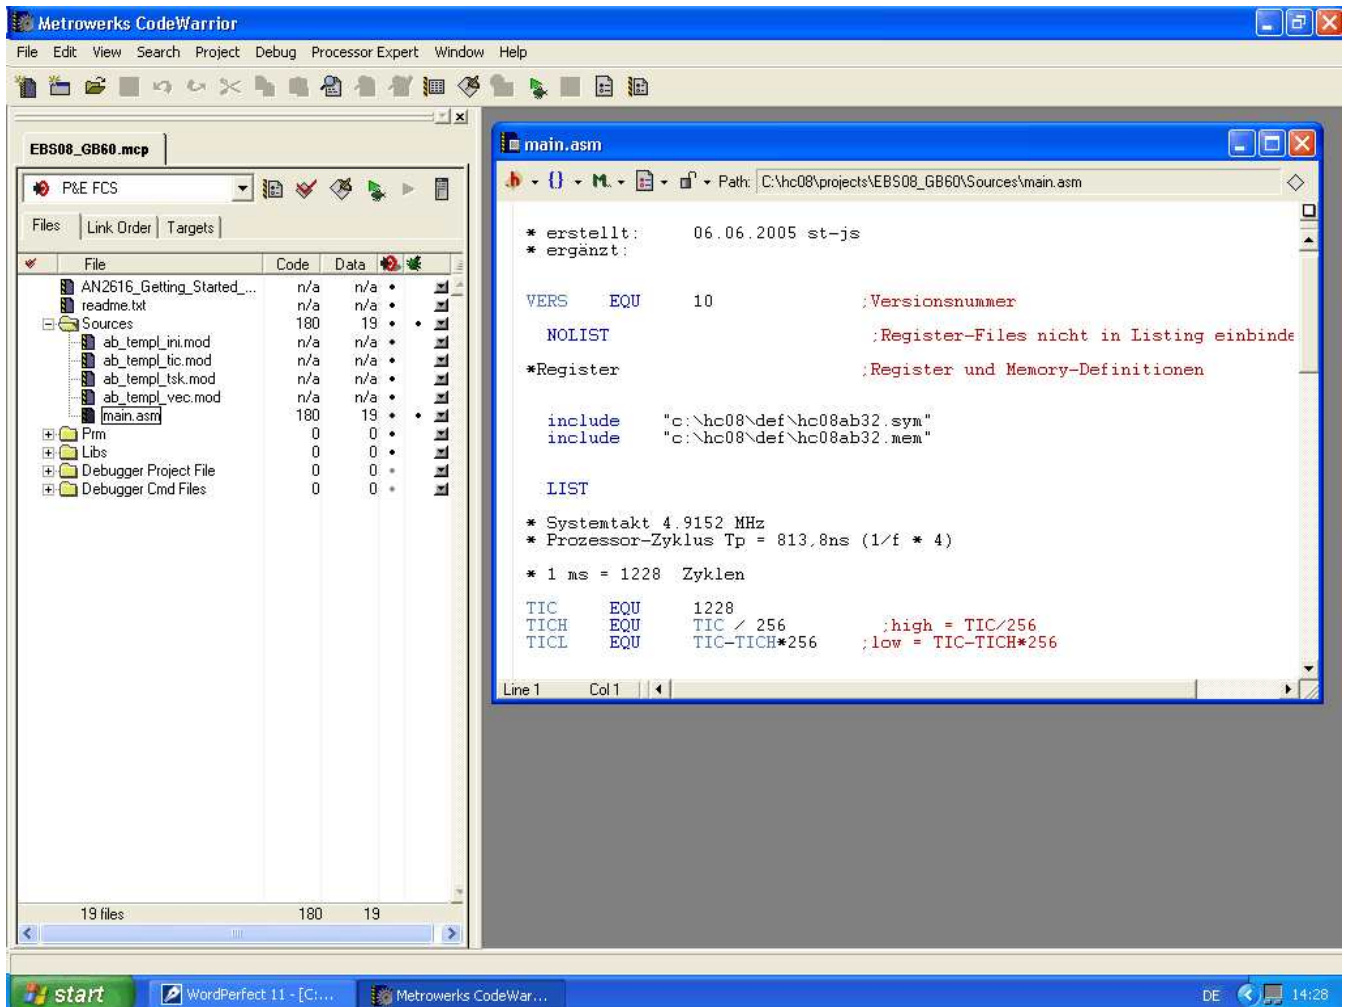 Metrowerks CodeWarrior
File Edit View Search Project Debug Processor Expert Window Help
EBS08_GB60.mcp
P&E FCS
Files Link Order Targets
File Code Data
AN2616_Getting_Started_... n/a n/a
readme.txt n/a n/a
Sources 180 19
ab_templ_ini.mod n/a n/a
ab_templ_tic.mod n/a n/a
ab_templ_tsk.mod n/a n/a
ab_templ_vec.mod n/a n/a
main.asm 180 19
Prm 0 0
Libs 0 0
Debugger Project File 0 0
Debugger Cmd Files 0 0
19 files 180 19
main.asm
.h {} M. Path: C:\hc08\projects\EBS08_GB60\Sources\main.asm
* erstellt: 06.06.2005 st-js
* ergänzt:
VERS EQU 10 ;Versionsnummer
NOLIST ;Register-Files nicht in Listing einbinde
*Register ;Register und Memory-Definitionen
include "c:\hc08\def\hc08ab32.sym"
include "c:\hc08\def\hc08ab32.mem"
LIST
* Systemtakt 4.9152 MHz
* Prozessor-Zyklus Tp = 813,8ns (1/f * 4)
* 1 ms = 1228 Zyklen
TIC EQU 1228
TICH EQU TIC / 256 ;high = TIC/256
TICL EQU TIC-TICH*256 ;low = TIC-TICH*256
Line 1 Col 1
start WordPerfect 11 - [C:... Metrowerks CodeWar... DE 14:28